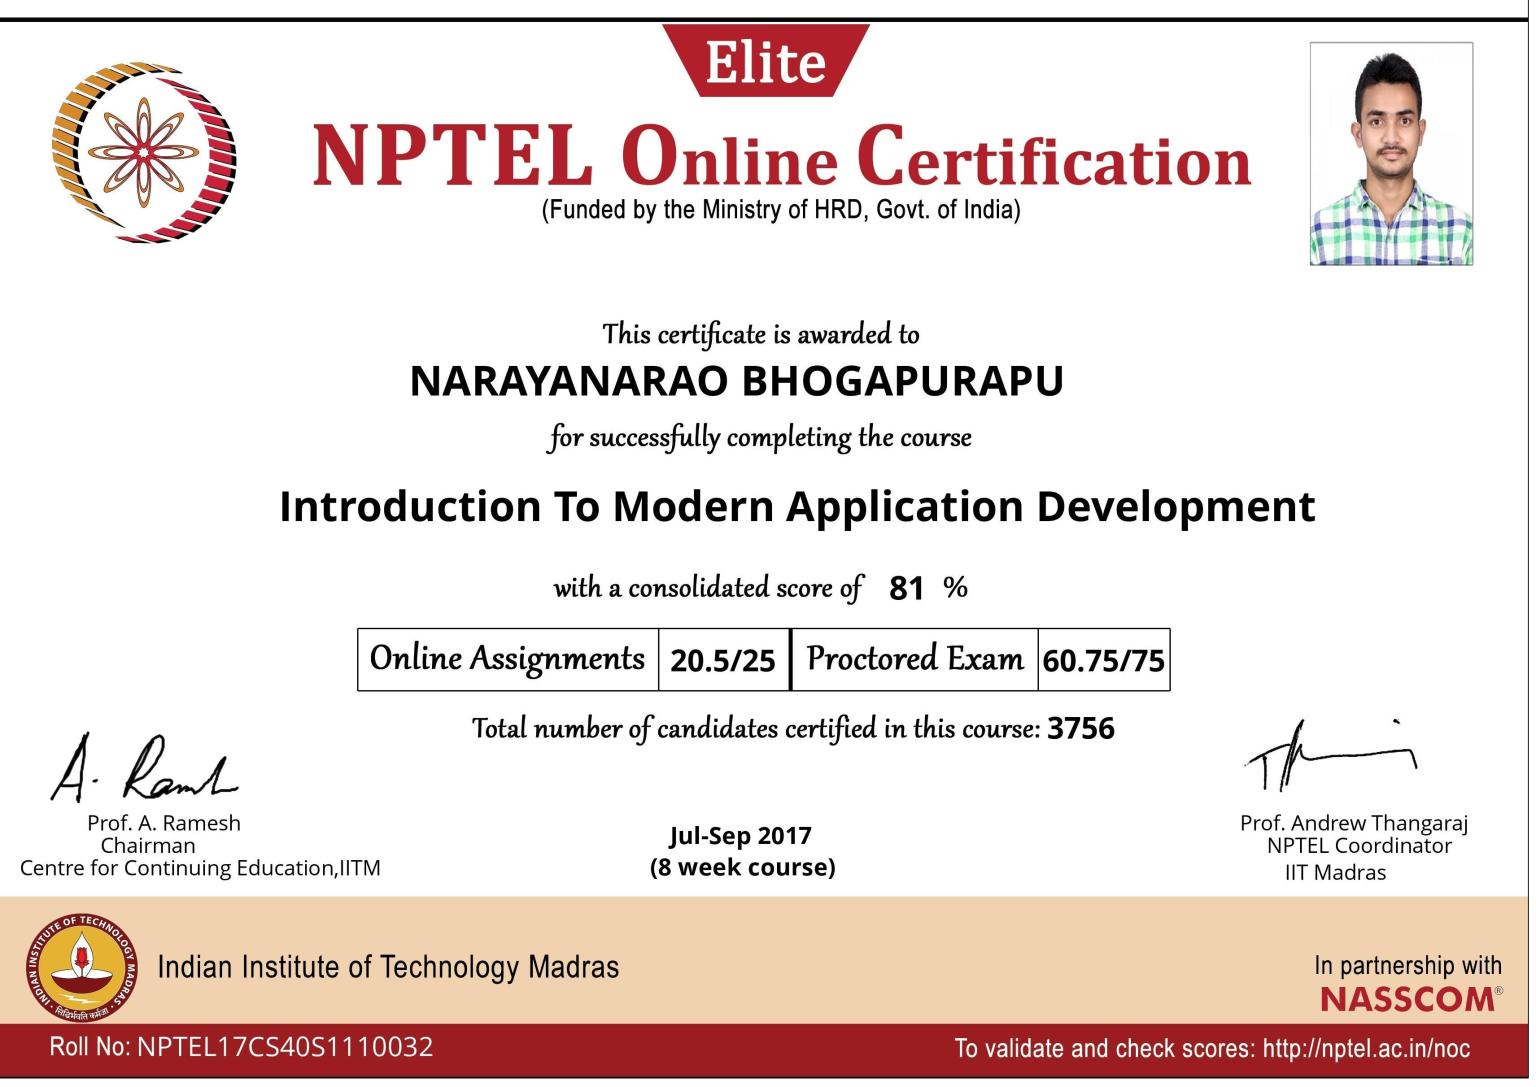 Elite
NPTEL Online Certification
(Funded by the Ministry of HRD, Govt. of India)
This certificate is awarded to
NARAYANARAO BHOGAPURAPU
for successfully completing the course
Introduction To Modern Application Development
with a consolidated score of 81 %
Online Assignments 20.5/25 Proctored Exam 60.75/75
Total number of candidates certified in this course: 3756
A. Ramesh
Prof. A. Ramesh
Chairman
Centre for Continuing Education,IITM
Jul-Sep 2017
(8 week course)
Prof. Andrew Thangaraj
NPTEL Coordinator
IIT Madras
INDIAN INSTITUTE OF TECHNOLOGY MADRAS
सिद्धिर्भवति कर्मजा
Indian Institute of Technology Madras
In partnership with
NASSCOM®
Roll No: NPTEL17CS40S1110032
To validate and check scores: http://nptel.ac.in/noc